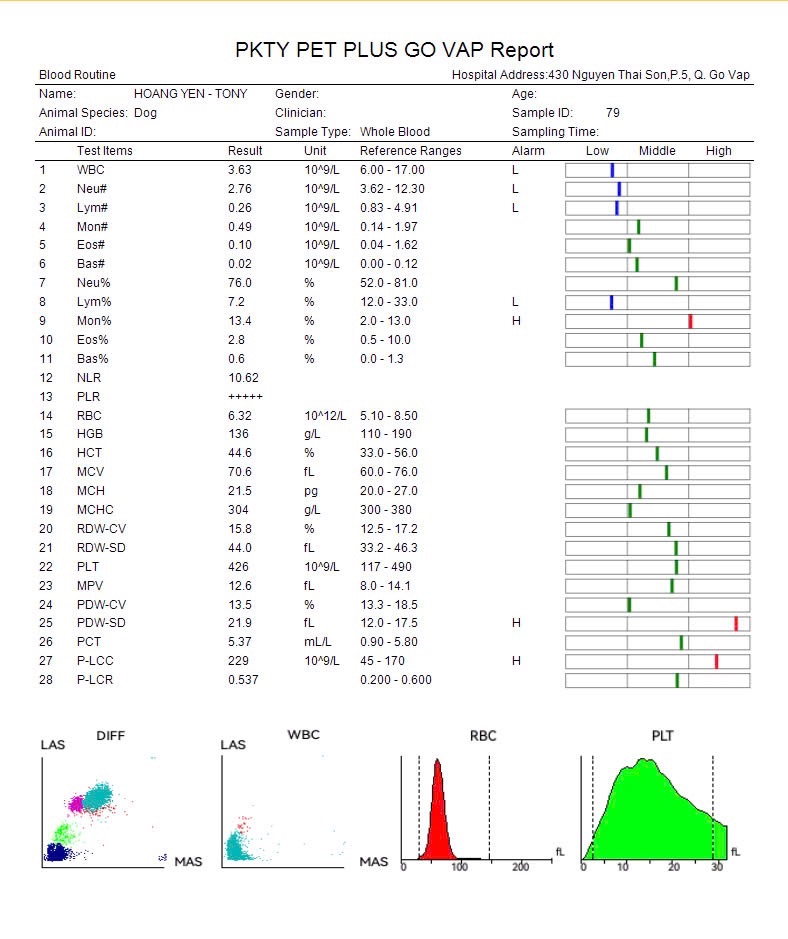 PKTY PET PLUS GO VAP Report
Blood Routine Hospital Address:430 Nguyen Thai Son,P.5, Q. Go Vap
Name: HOANG YEN - TONY Gender: Age:
Animal Species: Dog Clinician: Sample ID: 79
Animal ID: Sample Type: Whole Blood Sampling Time:
Test Items Result Unit Reference Ranges Alarm Low Middle High
1 WBC 3.63 10^9/L 6.00 - 17.00 L
2 Neu# 2.76 10^9/L 3.62 - 12.30 L
3 Lym# 0.26 10^9/L 0.83 - 4.91 L
4 Mon# 0.49 10^9/L 0.14 - 1.97
5 Eos# 0.10 10^9/L 0.04 - 1.62
6 Bas# 0.02 10^9/L 0.00 - 0.12
7 Neu% 76.0 % 52.0 - 81.0
8 Lym% 7.2 % 12.0 - 33.0 L
9 Mon% 13.4 % 2.0 - 13.0 H
10 Eos% 2.8 % 0.5 - 10.0
11 Bas% 0.6 % 0.0 - 1.3
12 NLR 10.62
13 PLR +++++
14 RBC 6.32 10^12/L 5.10 - 8.50
15 HGB 136 g/L 110 - 190
16 HCT 44.6 % 33.0 - 56.0
17 MCV 70.6 fL 60.0 - 76.0
18 MCH 21.5 pg 20.0 - 27.0
19 MCHC 304 g/L 300 - 380
20 RDW-CV 15.8 % 12.5 - 17.2
21 RDW-SD 44.0 fL 33.2 - 46.3
22 PLT 426 10^9/L 117 - 490
23 MPV 12.6 fL 8.0 - 14.1
24 PDW-CV 13.5 % 13.3 - 18.5
25 PDW-SD 21.9 fL 12.0 - 17.5 H
26 PCT 5.37 mL/L 0.90 - 5.80
27 P-LCC 229 10^9/L 45 - 170 H
28 P-LCR 0.537 0.200 - 0.600
DIFF WBC RBC PLT
LAS LAS
MAS MAS fL fL
0 100 200 0 10 20 30